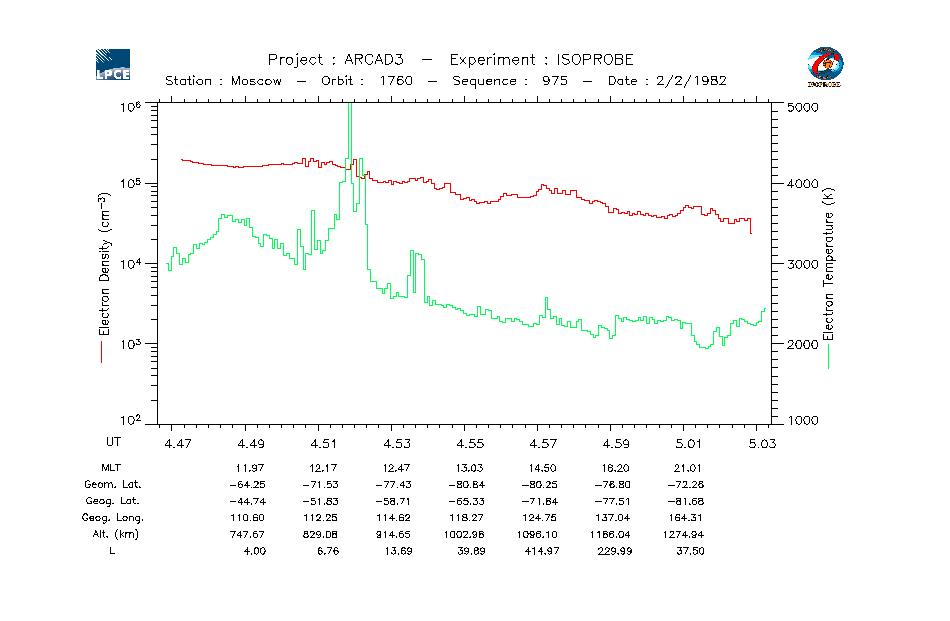 LPCE
Project : ARCAD3 — Experiment : ISOPROBE
Station : Moscow — Orbit : 1760 — Sequence : 975 — Date : 2/2/1982
ISOPROBE
10^6
10^5
10^4
10^3
10^2
Electron Density (cm^-3)
5000
4000
3000
2000
1000
Electron Temperature (K)
UT 4.47 4.49 4.51 4.53 4.55 4.57 4.59 5.01 5.03
MLT 11.97 12.17 12.47 13.03 14.50 16.20 21.01
Geom. Lat. -64.25 -71.53 -77.43 -80.84 -80.25 -76.80 -72.26
Geog. Lat. -44.74 -51.83 -58.71 -65.33 -71.84 -77.51 -81.68
Geog. Long. 110.60 112.25 114.62 118.27 124.75 137.04 164.31
Alt. (km) 747.67 829.08 914.65 1002.96 1096.10 1186.04 1274.94
L 4.00 6.76 13.69 39.89 414.97 229.99 37.50